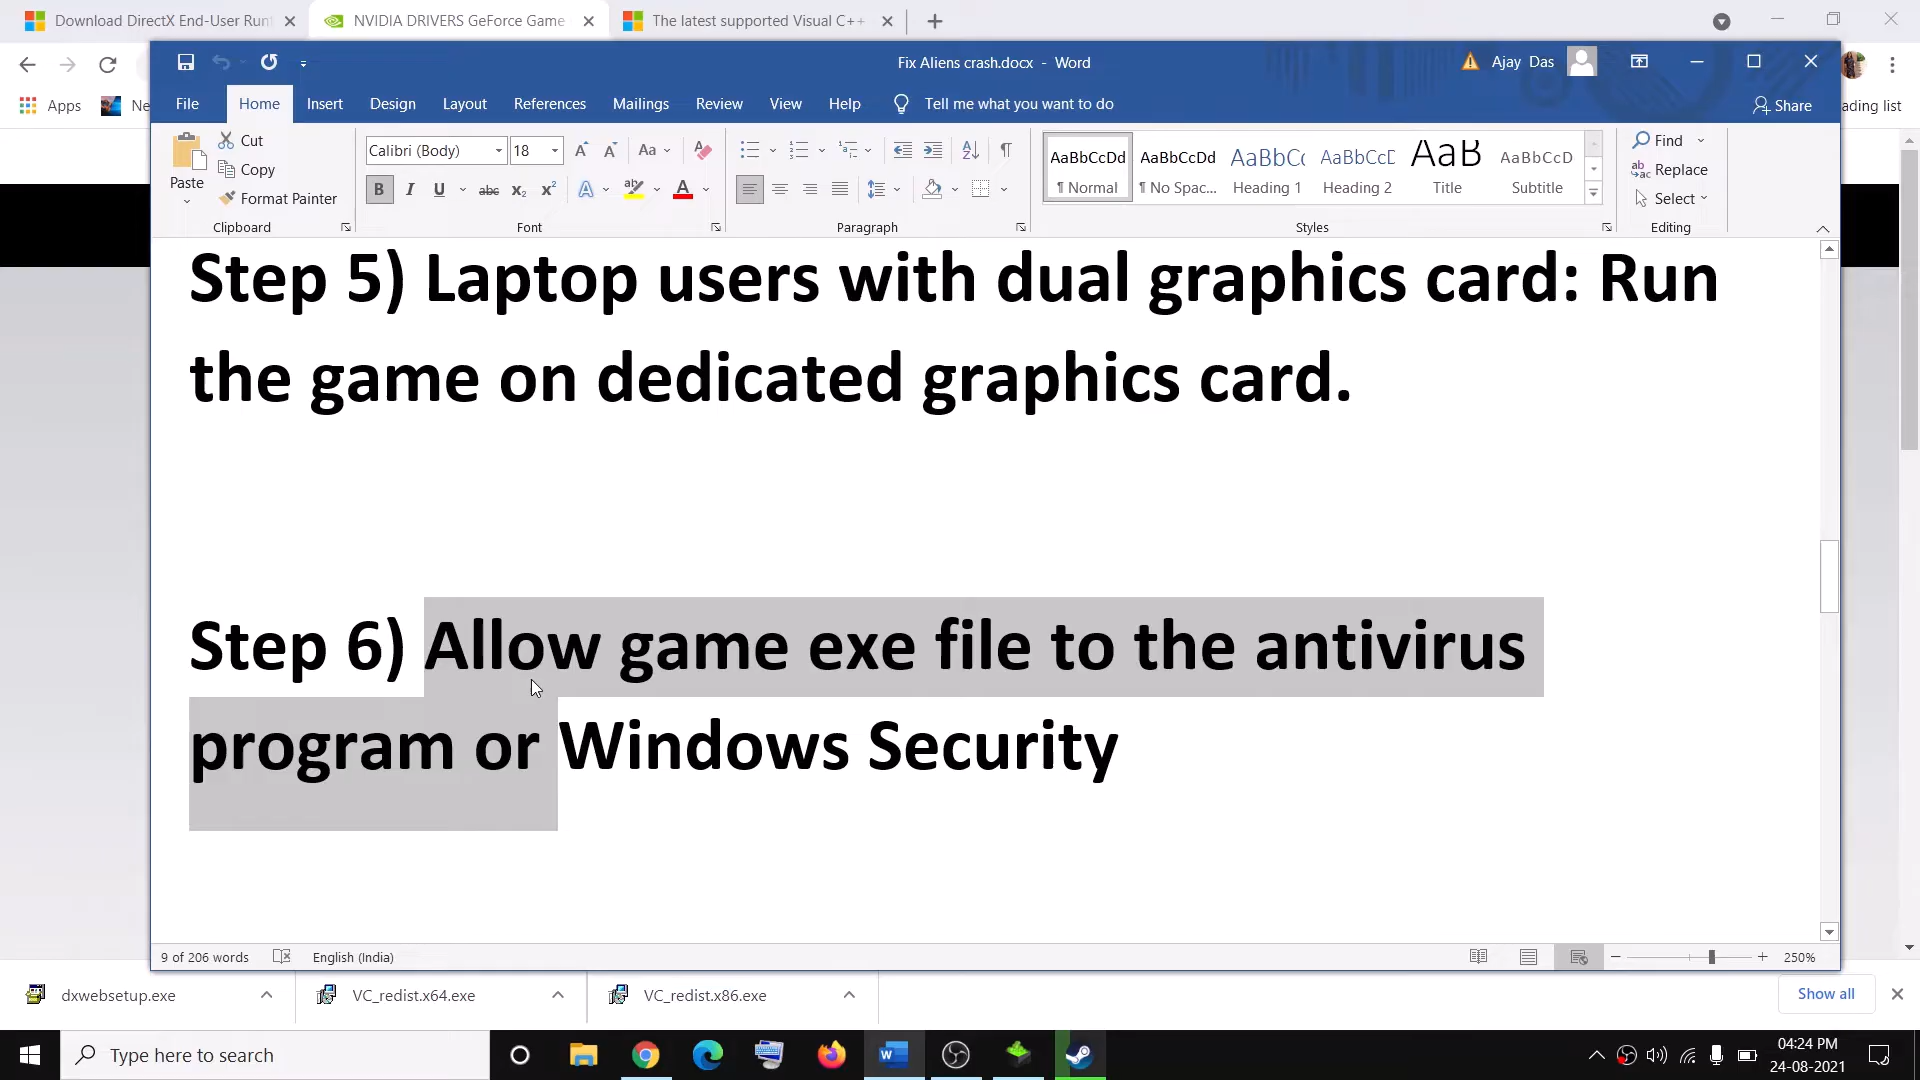 Download DirectX End-User Run
NVIDIA DRIVERS GeForce Game
The latest supported Visual C++
Fix Aliens crash.docx - Word
Ajay Das
Apps
Ne
ading list
File
Home
Insert
Design
Layout
References
Mailings
Review
View
Help
Tell me what you want to do
Share
Paste
Cut
Copy
Format Painter
Clipboard
Calibri (Body)
18
Font
Paragraph
AaBbCcDd
¶ Normal
AaBbCcDd
¶ No Spac...
AaBbCc
Heading 1
AaBbCcD
Heading 2
AaB
Title
AaBbCcD
Subtitle
Styles
Find
Replace
Select
Editing
Step 5) Laptop users with dual graphics card: Run
the game on dedicated graphics card.
Step 6) Allow game exe file to the antivirus
program or Windows Security
9 of 206 words
English (India)
250%
dxwebsetup.exe
VC_redist.x64.exe
VC_redist.x86.exe
Show all
Type here to search
04:24 PM
24-08-2021